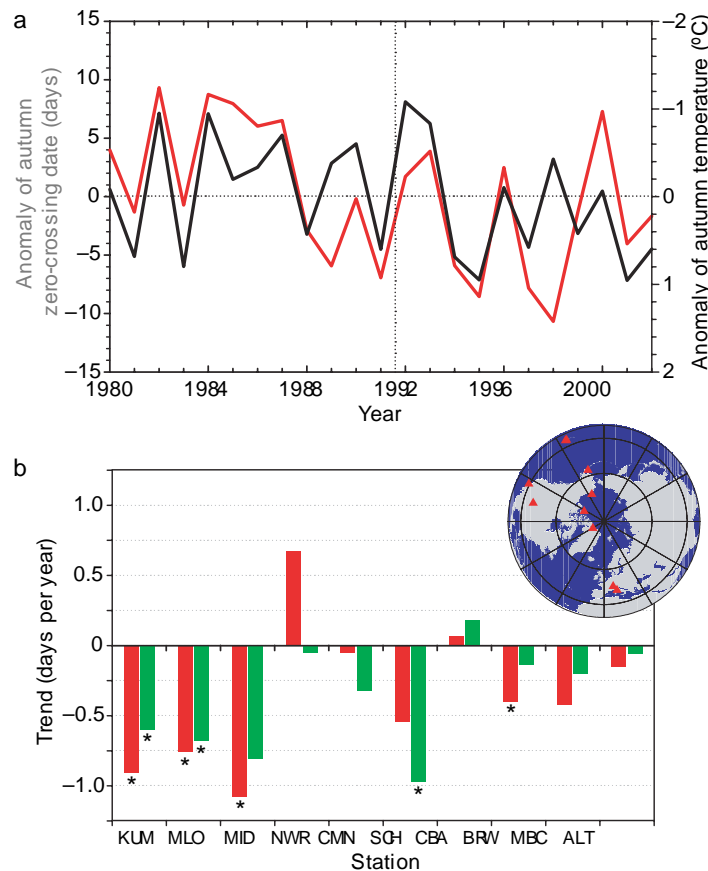 a
Anomaly of autumn
zero-crossing date (days)
15
10
5
0
−5
−10
−15
−2
−1
0
1
2
Anomaly of autumn temperature (ºC)
1980 1984 1988 1992 1996 2000
Year
b
Trend (days per year)
1.0
0.5
0
−0.5
−1.0
* * * * * * *
KUM MLO MID NWR CMN SCH CBA BRW MBC ALT
Station